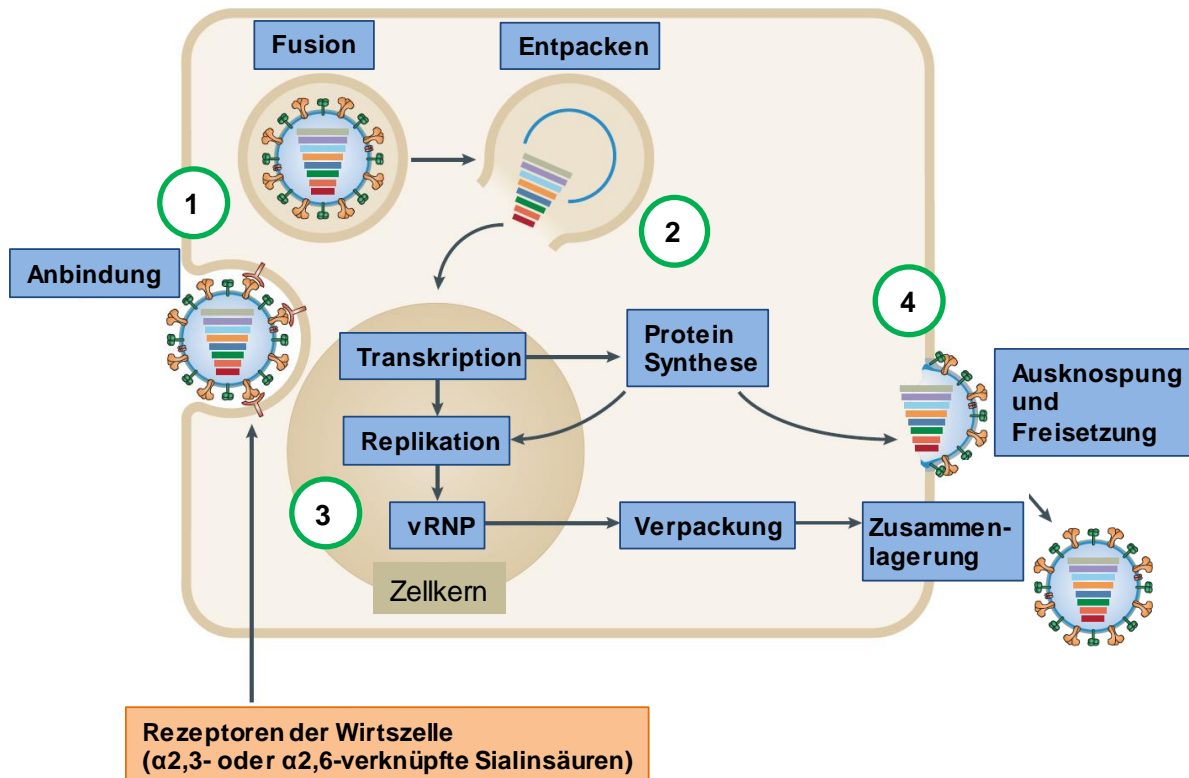 Fusion
Entpacken
1
2
Anbindung
4
Transkription
Protein
Synthese
Ausknospung
und
Freisetzung
Replikation
3
vRNP
Verpackung
Zusammen-
lagerung
Zellkern
Rezeptoren der Wirtszelle
(α2,3- oder α2,6-verknüpfte Sialinsäuren)